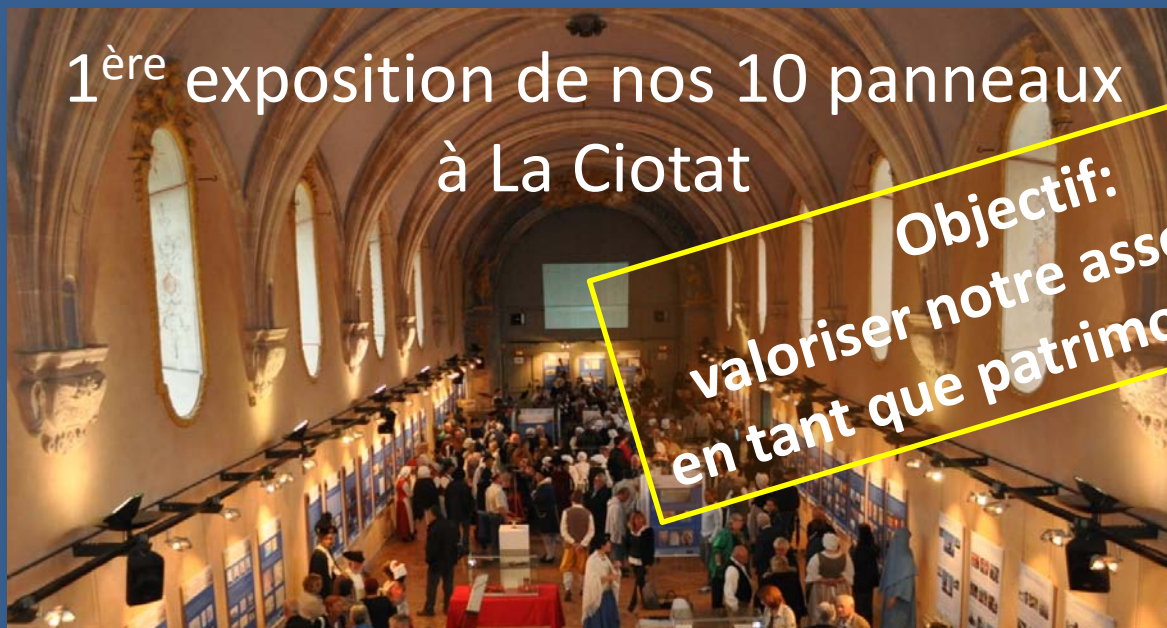 1ère exposition de nos 10 panneaux
à La Ciotat
Objectif:
valoriser notre
en tant que